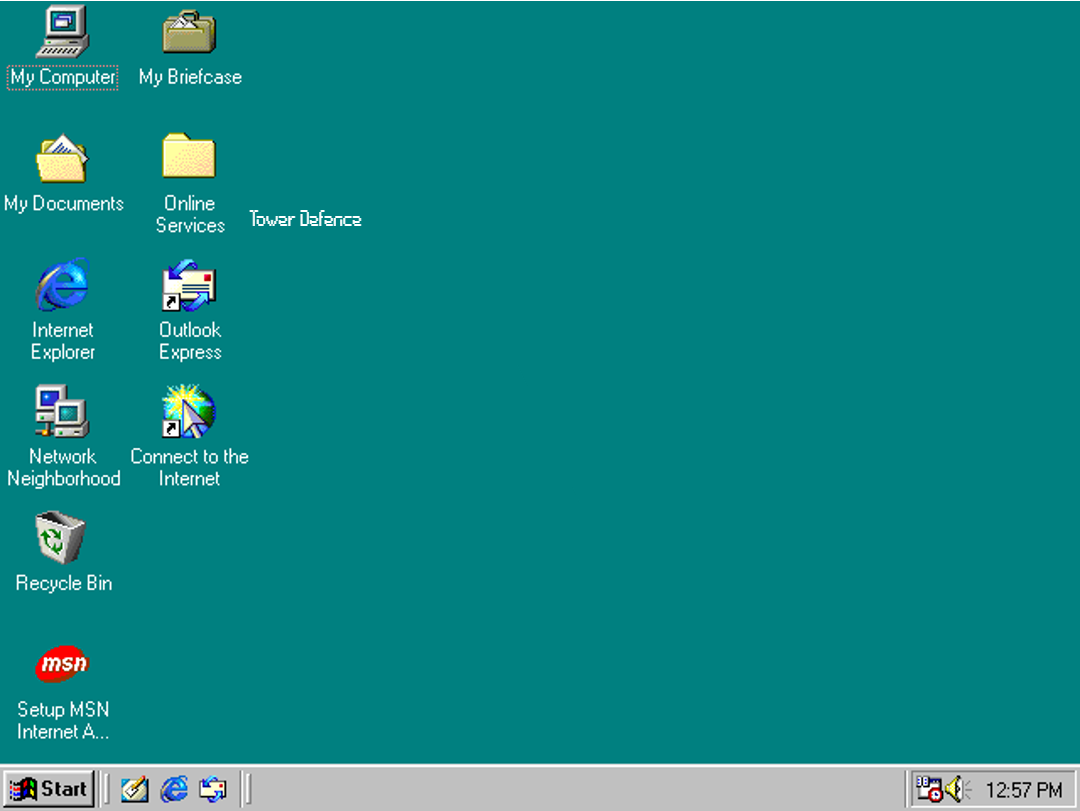 My Computer
My Briefcase
My Documents
Online
Services
Tower Defence
Internet
Explorer
Outlook
Express
Network
Neighborhood
Connect to the
Internet
Recycle Bin
msn
Setup MSN
Internet A...
Start
12:57 PM